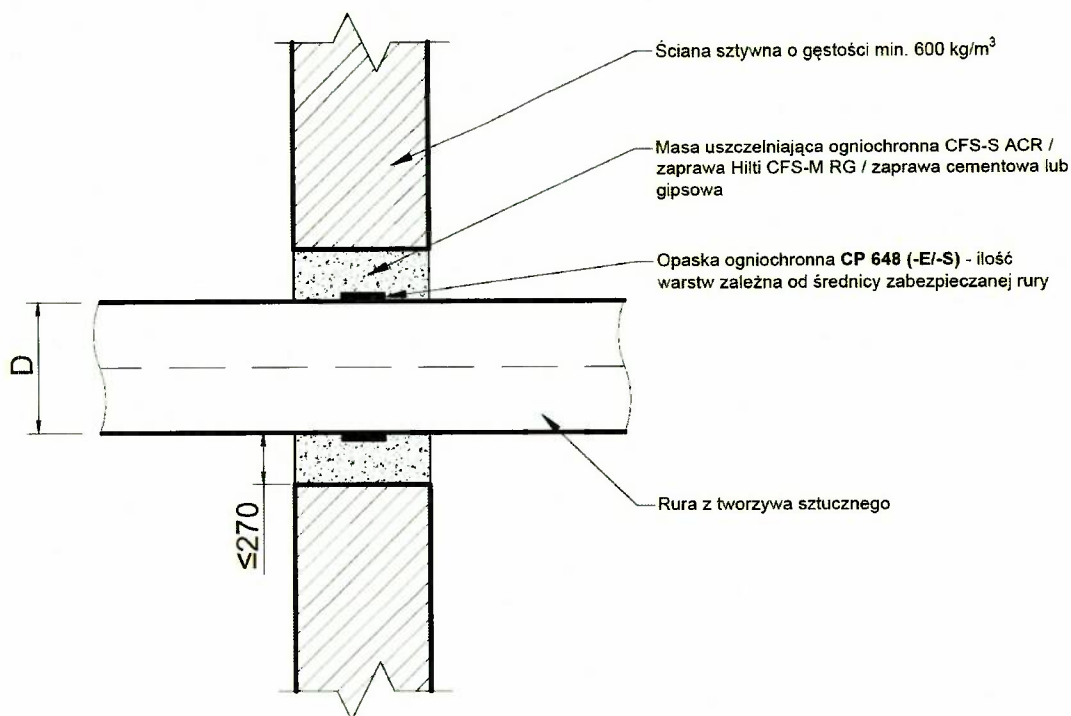 Ściana sztywna o gęstości min. 600 kg/m³
Masa uszczelniająca ogniochronna CFS-S ACR /
zaprawa Hilti CFS-M RG / zaprawa cementowa lub
gipsowa
Opaska ogniochronna CP 648 (-E/-S) - ilość
warstw zależna od średnicy zabezpieczanej rury
D
Rura z tworzywa sztucznego
≤270